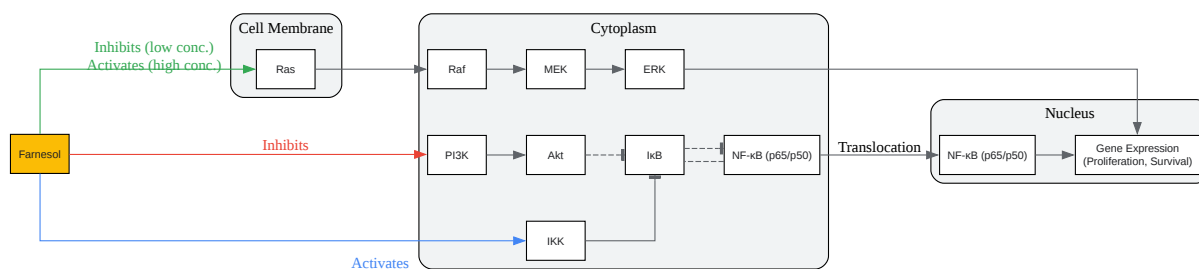 Cell Membrane
Cytoplasm
Inhibits (low conc.)
Activates (high conc.)
Ras
Raf
MEK
ERK
Nucleus
Farnesol
Inhibits
PI3K
Akt
IκB
NF-κB (p65/p50)
Translocation
NF-κB (p65/p50)
Gene Expression
(Proliferation, Survival)
IKK
Activates